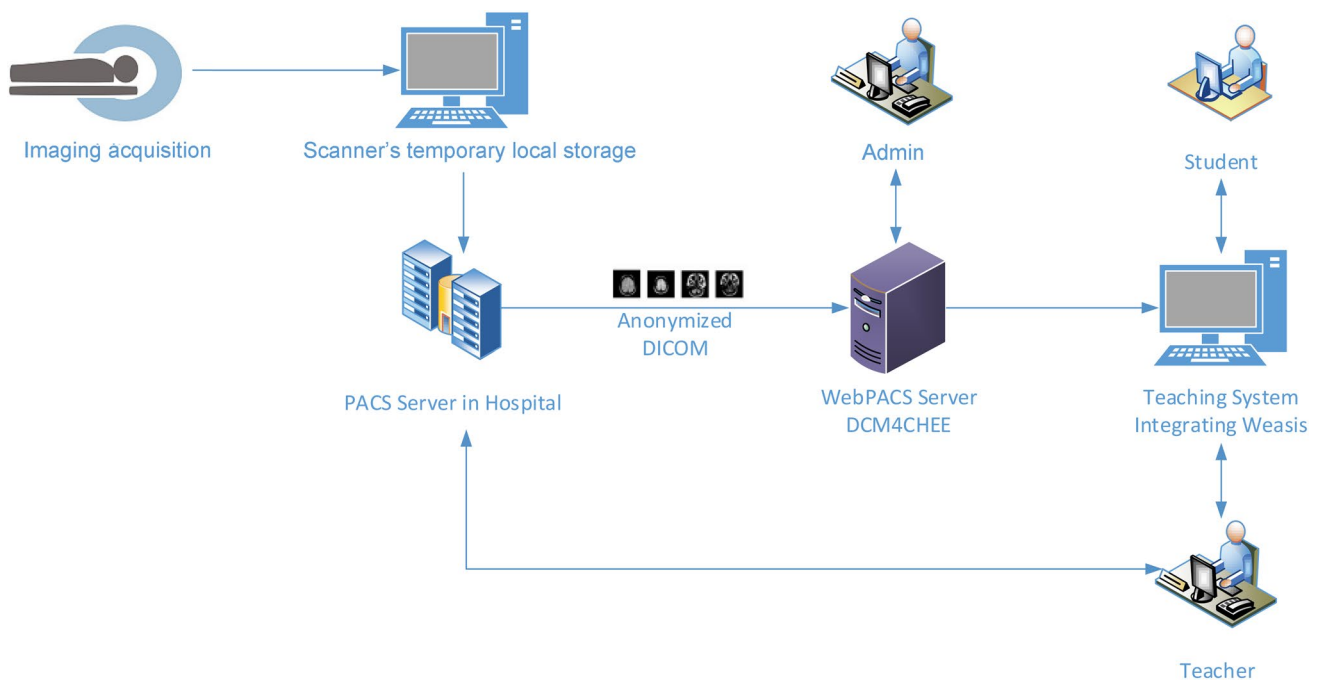 Imaging acquisition
Scanner's temporary local storage
Admin
Student
Anonymized
DICOM
PACS Server in Hospital
WebPACS Server
DCM4CHEE
Teaching System
Integrating Weasis
Teacher